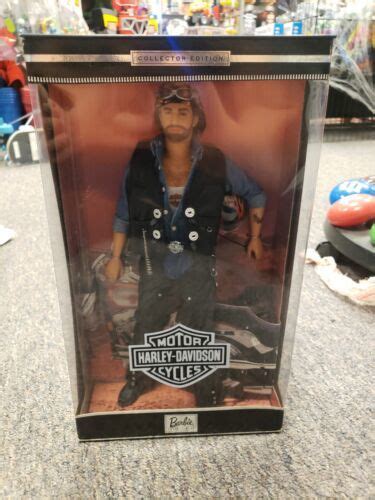 COLLECTOR EDITION
MOTOR
HARLEY-DAVIDSON
CYCLES
Barbie